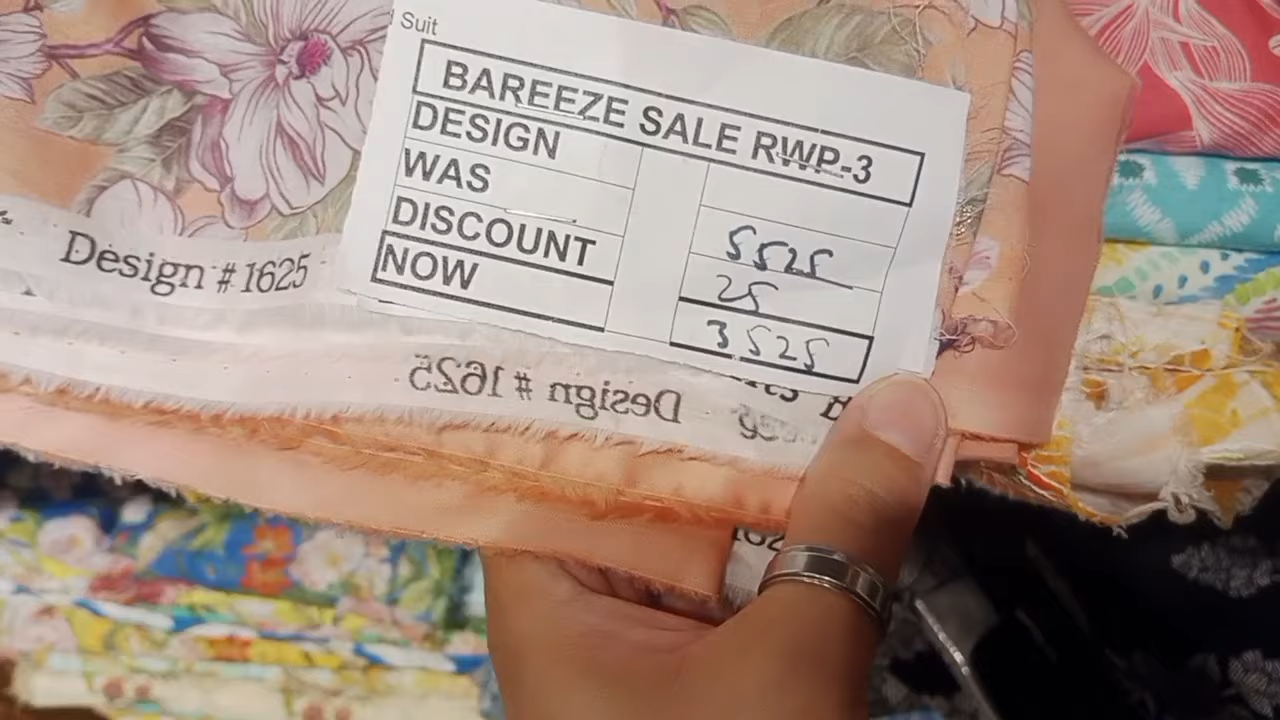 Suit
BAREEZE SALE RWP-3
DESIGN
WAS 5525
DISCOUNT 25
NOW 3525
Design # 1625
Design # 1625